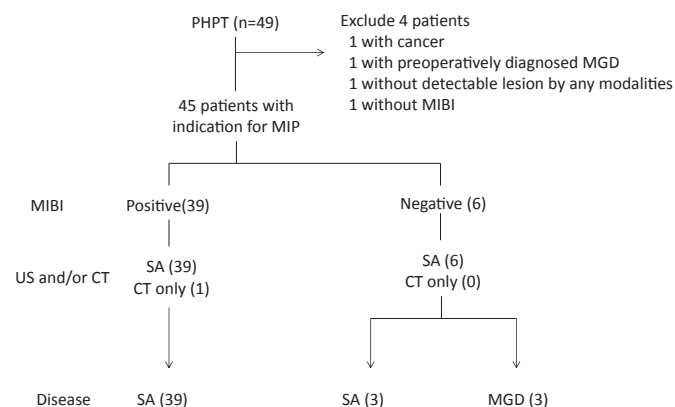 PHPT (n=49)
Exclude 4 patients
1 with cancer
1 with preoperatively diagnosed MGD
1 without detectable lesion by any modalities
1 without MIBI
45 patients with
indication for MIP
MIBI
Positive(39)
Negative (6)
US and/or CT
SA (39)
CT only (1)
SA (6)
CT only (0)
Disease
SA (39)
SA (3)
MGD (3)